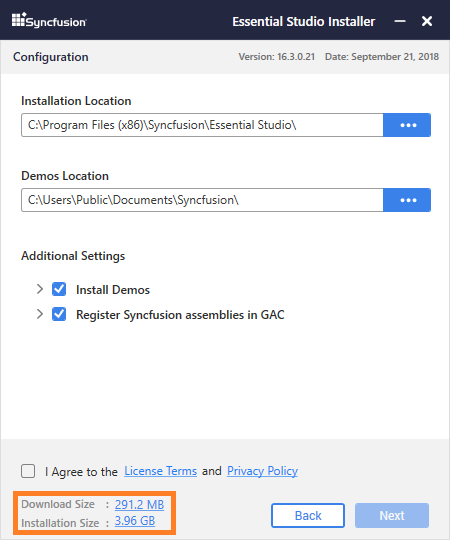 Syncfusion Essential Studio Installer
Configuration Version: 16.3.0.21 Date: September 21, 2018
Installation Location
C:\Program Files (x86)\Syncfusion\Essential Studio\
Demos Location
C:\Users\Public\Documents\Syncfusion\
Additional Settings
Install Demos
Register Syncfusion assemblies in GAC
I Agree to the License Terms and Privacy Policy
Download Size : 291.2 MB
Installation Size : 3.96 GB
Back Next